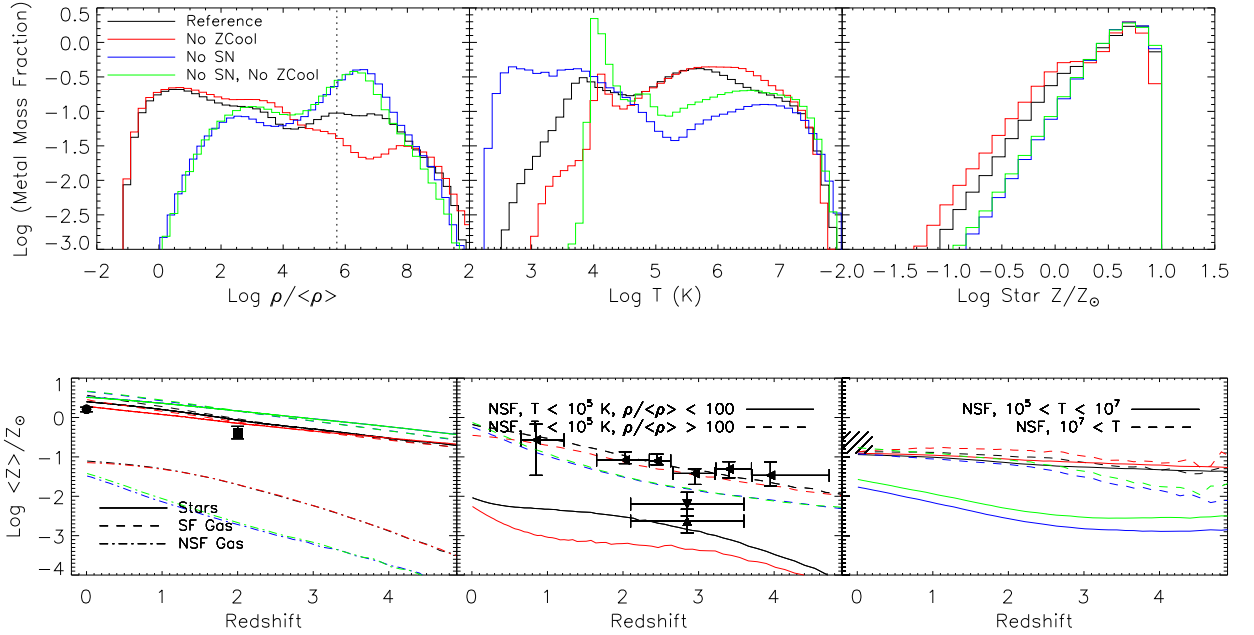 Reference
No ZCool
No SN
No SN, No ZCool
Log (Metal Mass Fraction)
0.5
0.0
-0.5
-1.0
-1.5
-2.0
-2.5
-3.0
-2 0 2 4 6 8 2 3 4 5 6 7 -2.0 -1.5 -1.0 -0.5 0.0 0.5 1.0 1.5
Log ρ/<ρ>
Log T (K)
Log Star Z/Z⊙
Log <Z>/Z⊙
1
0
-1
-2
-3
-4
Stars
SF Gas
NSF Gas
NSF, T < 10⁵ K, ρ/<ρ> < 100
NSF, T < 10⁵ K, ρ/<ρ> > 100
NSF, 10⁵ < T < 10⁷
NSF, 10⁷ < T
0 1 2 3 4 0 1 2 3 4 0 1 2 3 4
Redshift
Redshift
Redshift